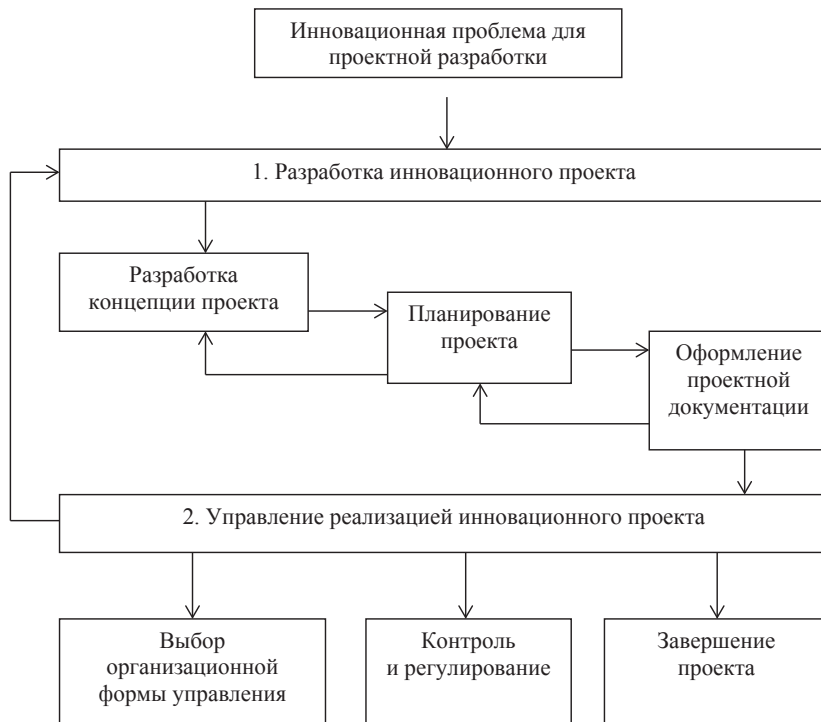 Инновационная проблема для
проектной разработки
1. Разработка инновационного проекта
Разработка
концепции проекта
Планирование
проекта
Оформление
проектной
документации
2. Управление реализацией инновационного проекта
Выбор
организационной
формы управления
Контроль
и регулирование
Завершение
проекта